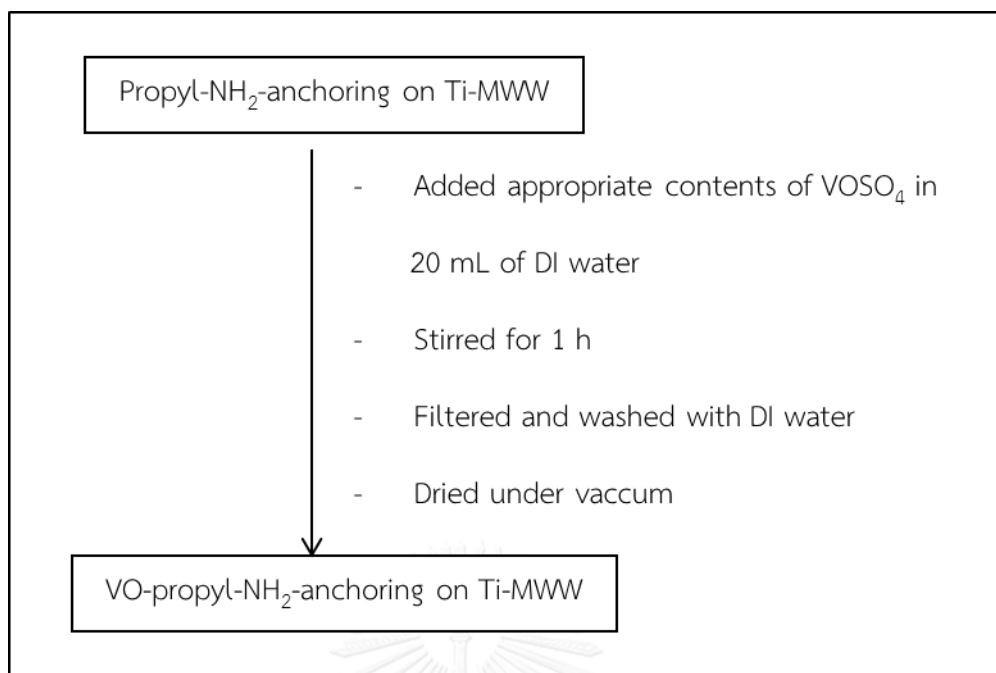 Propyl-NH₂-anchoring on Ti-MWW
- Added appropriate contents of VOSO₄ in
20 mL of DI water
- Stirred for 1 h
- Filtered and washed with DI water
- Dried under vaccum
VO-propyl-NH₂-anchoring on Ti-MWW